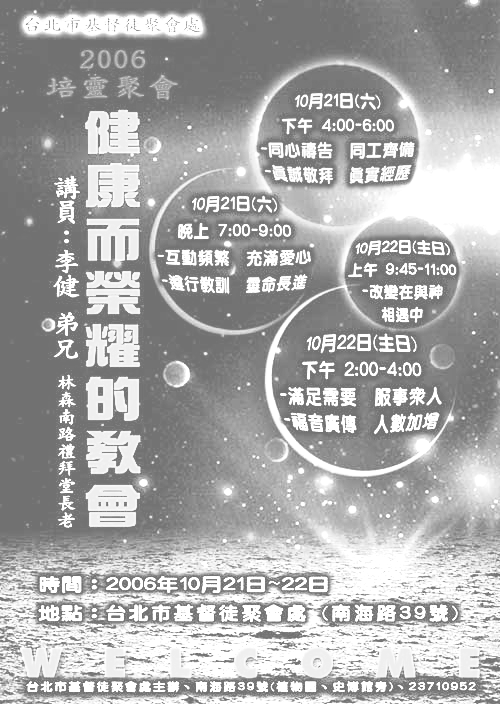 台北市基督徒聚會處
2006
培靈聚會
健康而榮耀的教會
講員：李健 弟兄
林森南路禮拜堂長老
10月21日(六)
下午 4:00-6:00
-同心禱告 同工齊備
-真誠敬拜 真實經歷
10月21日(六)
晚上 7:00-9:00
-互動頻繁 充滿愛心
-遵行教訓 靈命長進
10月22日(主日)
上午 9:45-11:00
-改變在與神
相遇中
10月22日(主日)
下午 2:00-4:00
-滿足需要 服事眾人
-福音廣傳 人數加增
時間：2006年10月21日~22日
地點：台北市基督徒聚會處（南海路39號）
WELCOME
台北市基督徒聚會處主辦、南海路39號(植物園、史博館旁)、23710952